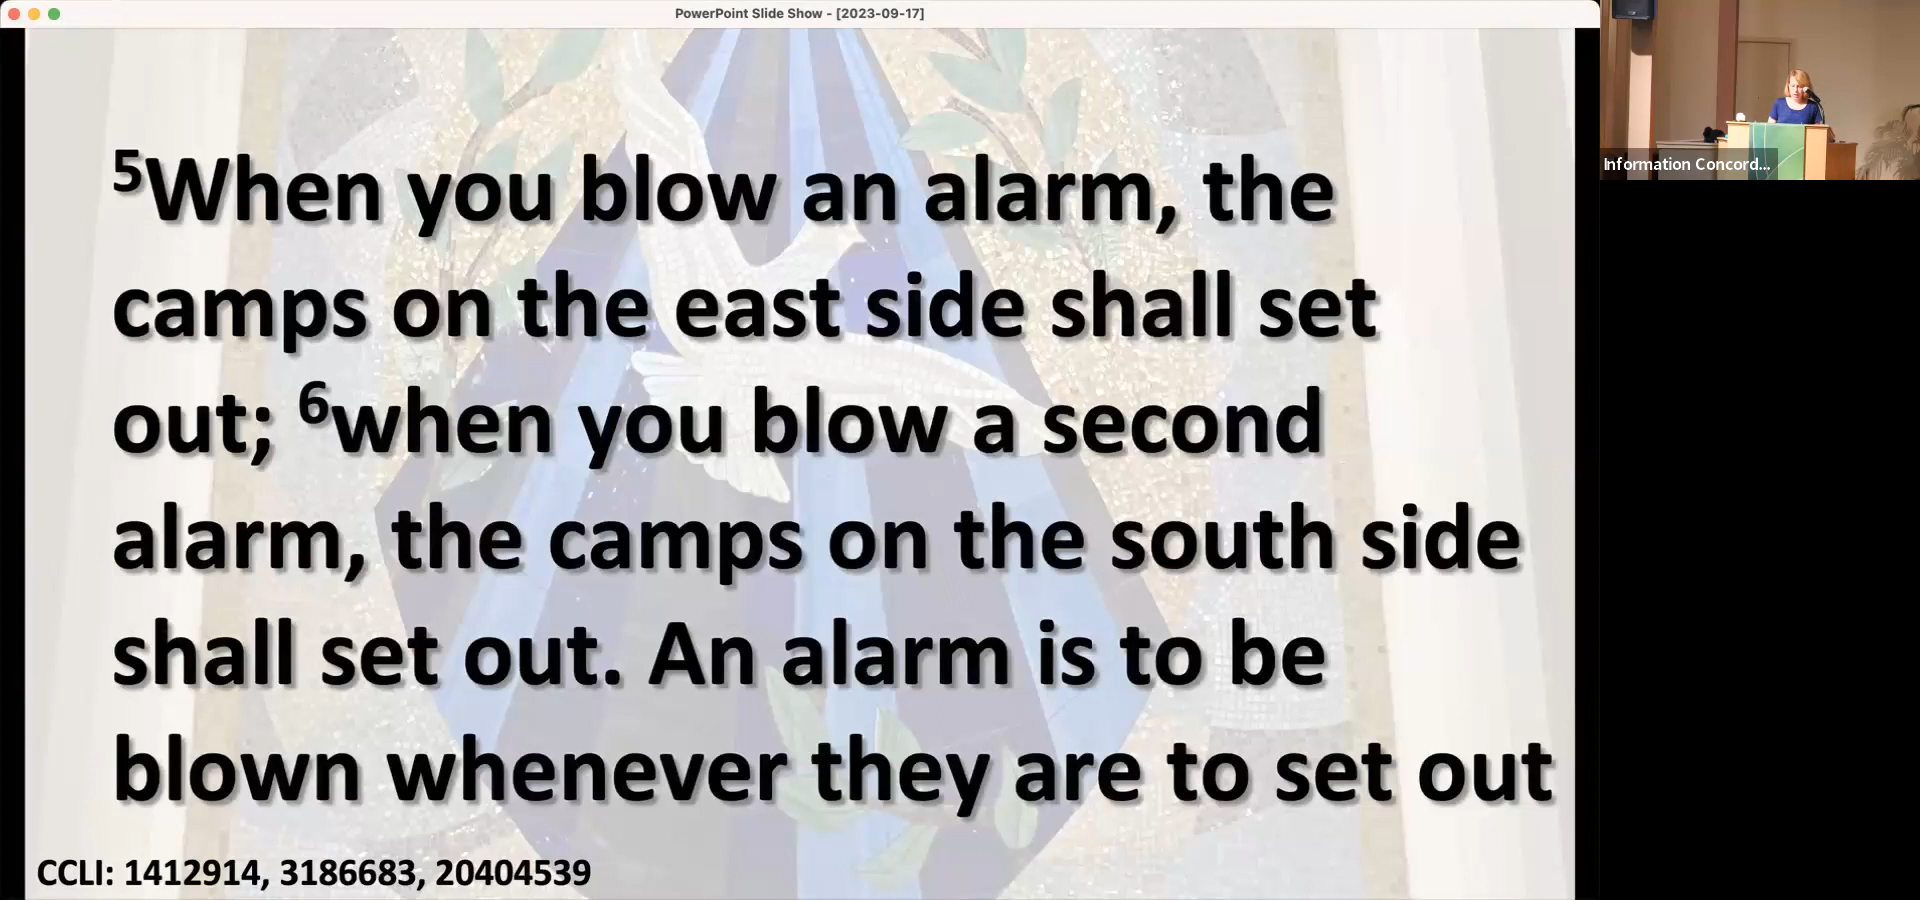 PowerPoint Slide Show - [2023-09-17]
5When you blow an alarm, the
camps on the east side shall set
out; 6when you blow a second
alarm, the camps on the south side
shall set out. An alarm is to be
blown whenever they are to set out
CCLI: 1412914, 3186683, 20404539
Information Concord...